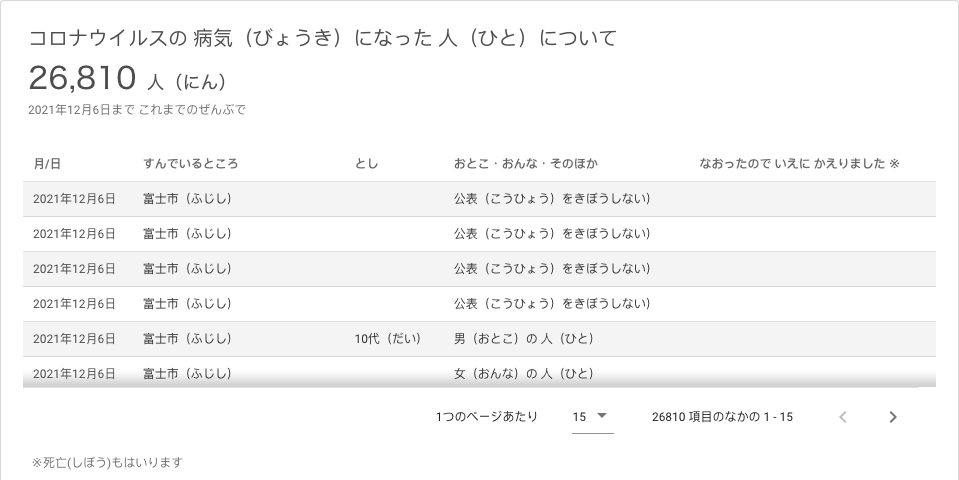 コロナウイルスの 病気（びょうき）になった 人（ひと）について
26,810 人（にん）
2021年12月6日まで これまでのぜんぶで
月/日 すんでいるところ とし おとこ・おんな・そのほか なおったので いえに かえりました ※
2021年12月6日 富士市（ふじし） 公表（こうひょう）をきぼうしない）
2021年12月6日 富士市（ふじし） 公表（こうひょう）をきぼうしない）
2021年12月6日 富士市（ふじし） 公表（こうひょう）をきぼうしない）
2021年12月6日 富士市（ふじし） 公表（こうひょう）をきぼうしない）
2021年12月6日 富士市（ふじし） 10代（だい） 男（おとこ）の 人（ひと）
2021年12月6日 富士市（ふじし） 女（おんな）の 人（ひと）
1つのページあたり 15 26810 項目のなかの 1 - 15
※死亡(しぼう)もはいります